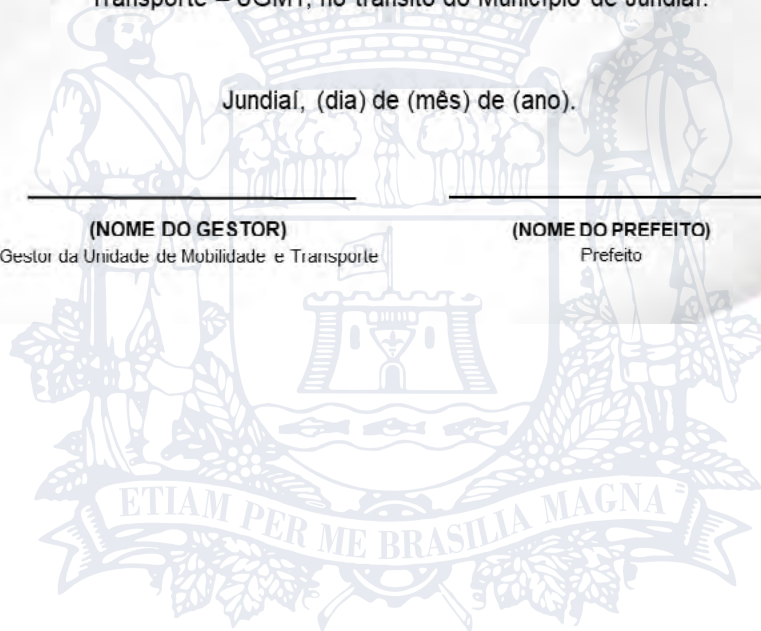 Transporte – UGMT, no trânsito do Município de Jundiaí.
Jundiaí, (dia) de (mês) de (ano).
(NOME DO GESTOR) (NOME DO PREFEITO)
Gestor da Unidade de Mobilidade e Transporte Prefeito
ETIAM PER ME BRASILIA MAGNA